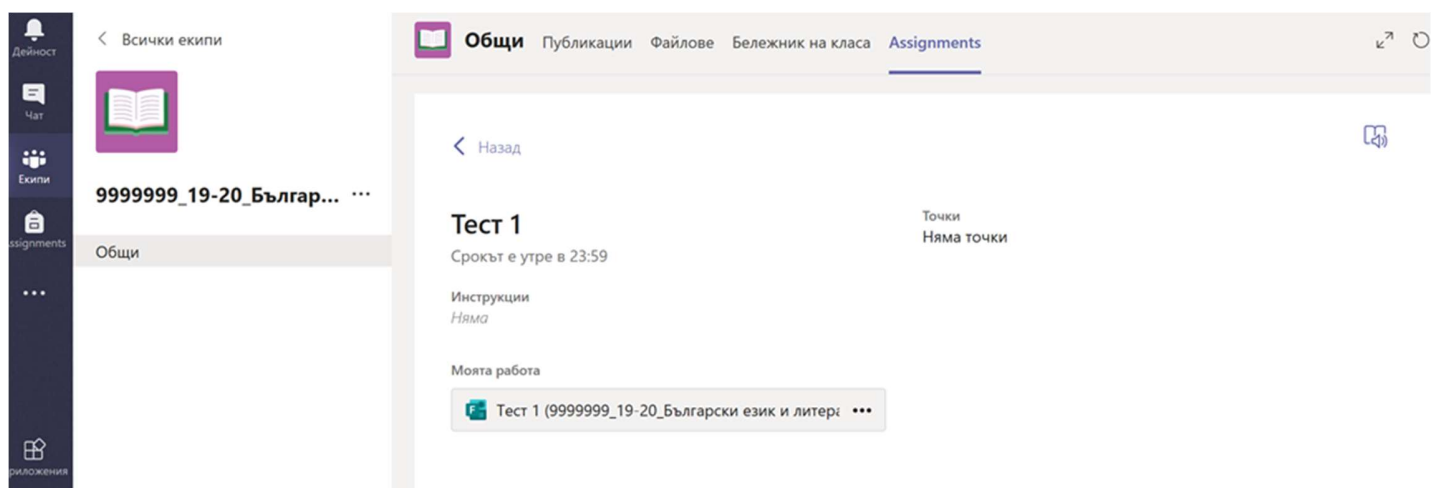 Дейност
Чат
Екипи
ssignments
риложения
Всички екипи
9999999_19-20_Българ... ...
Общи
Общи Публикации Файлове Бележник на класа Assignments
Назад
Тест 1
Срокът е утре в 23:59
Точки
Няма точки
Инструкции
Няма
Моята работа
Тест 1 (9999999_19-20_Български език и литера ...